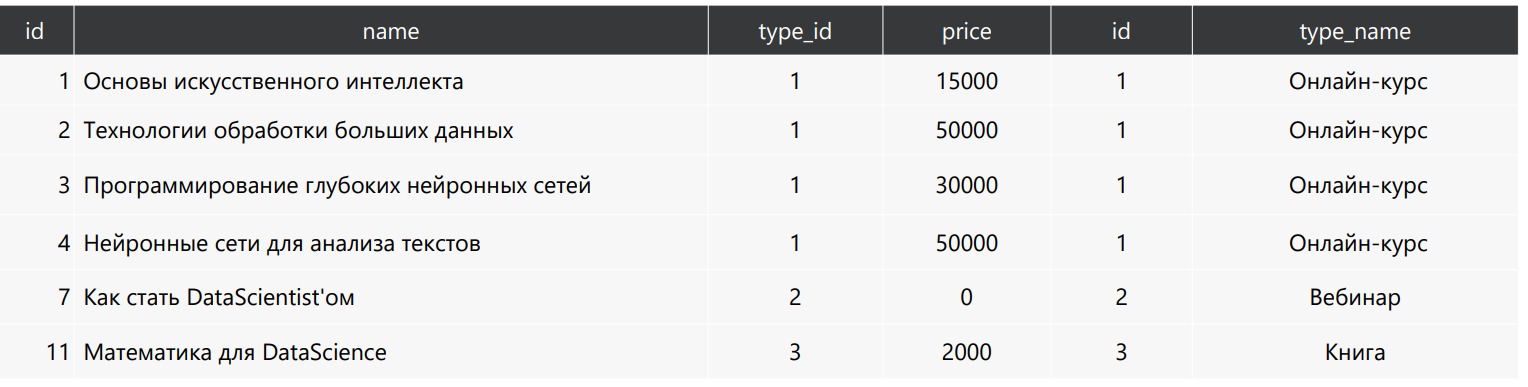 id name type_id price id type_name
1 Основы искусственного интеллекта 1 15000 1 Онлайн-курс
2 Технологии обработки больших данных 1 50000 1 Онлайн-курс
3 Программирование глубоких нейронных сетей 1 30000 1 Онлайн-курс
4 Нейронные сети для анализа текстов 1 50000 1 Онлайн-курс
7 Как стать DataScientist'ом 2 0 2 Вебинар
11 Математика для DataScience 3 2000 3 Книга